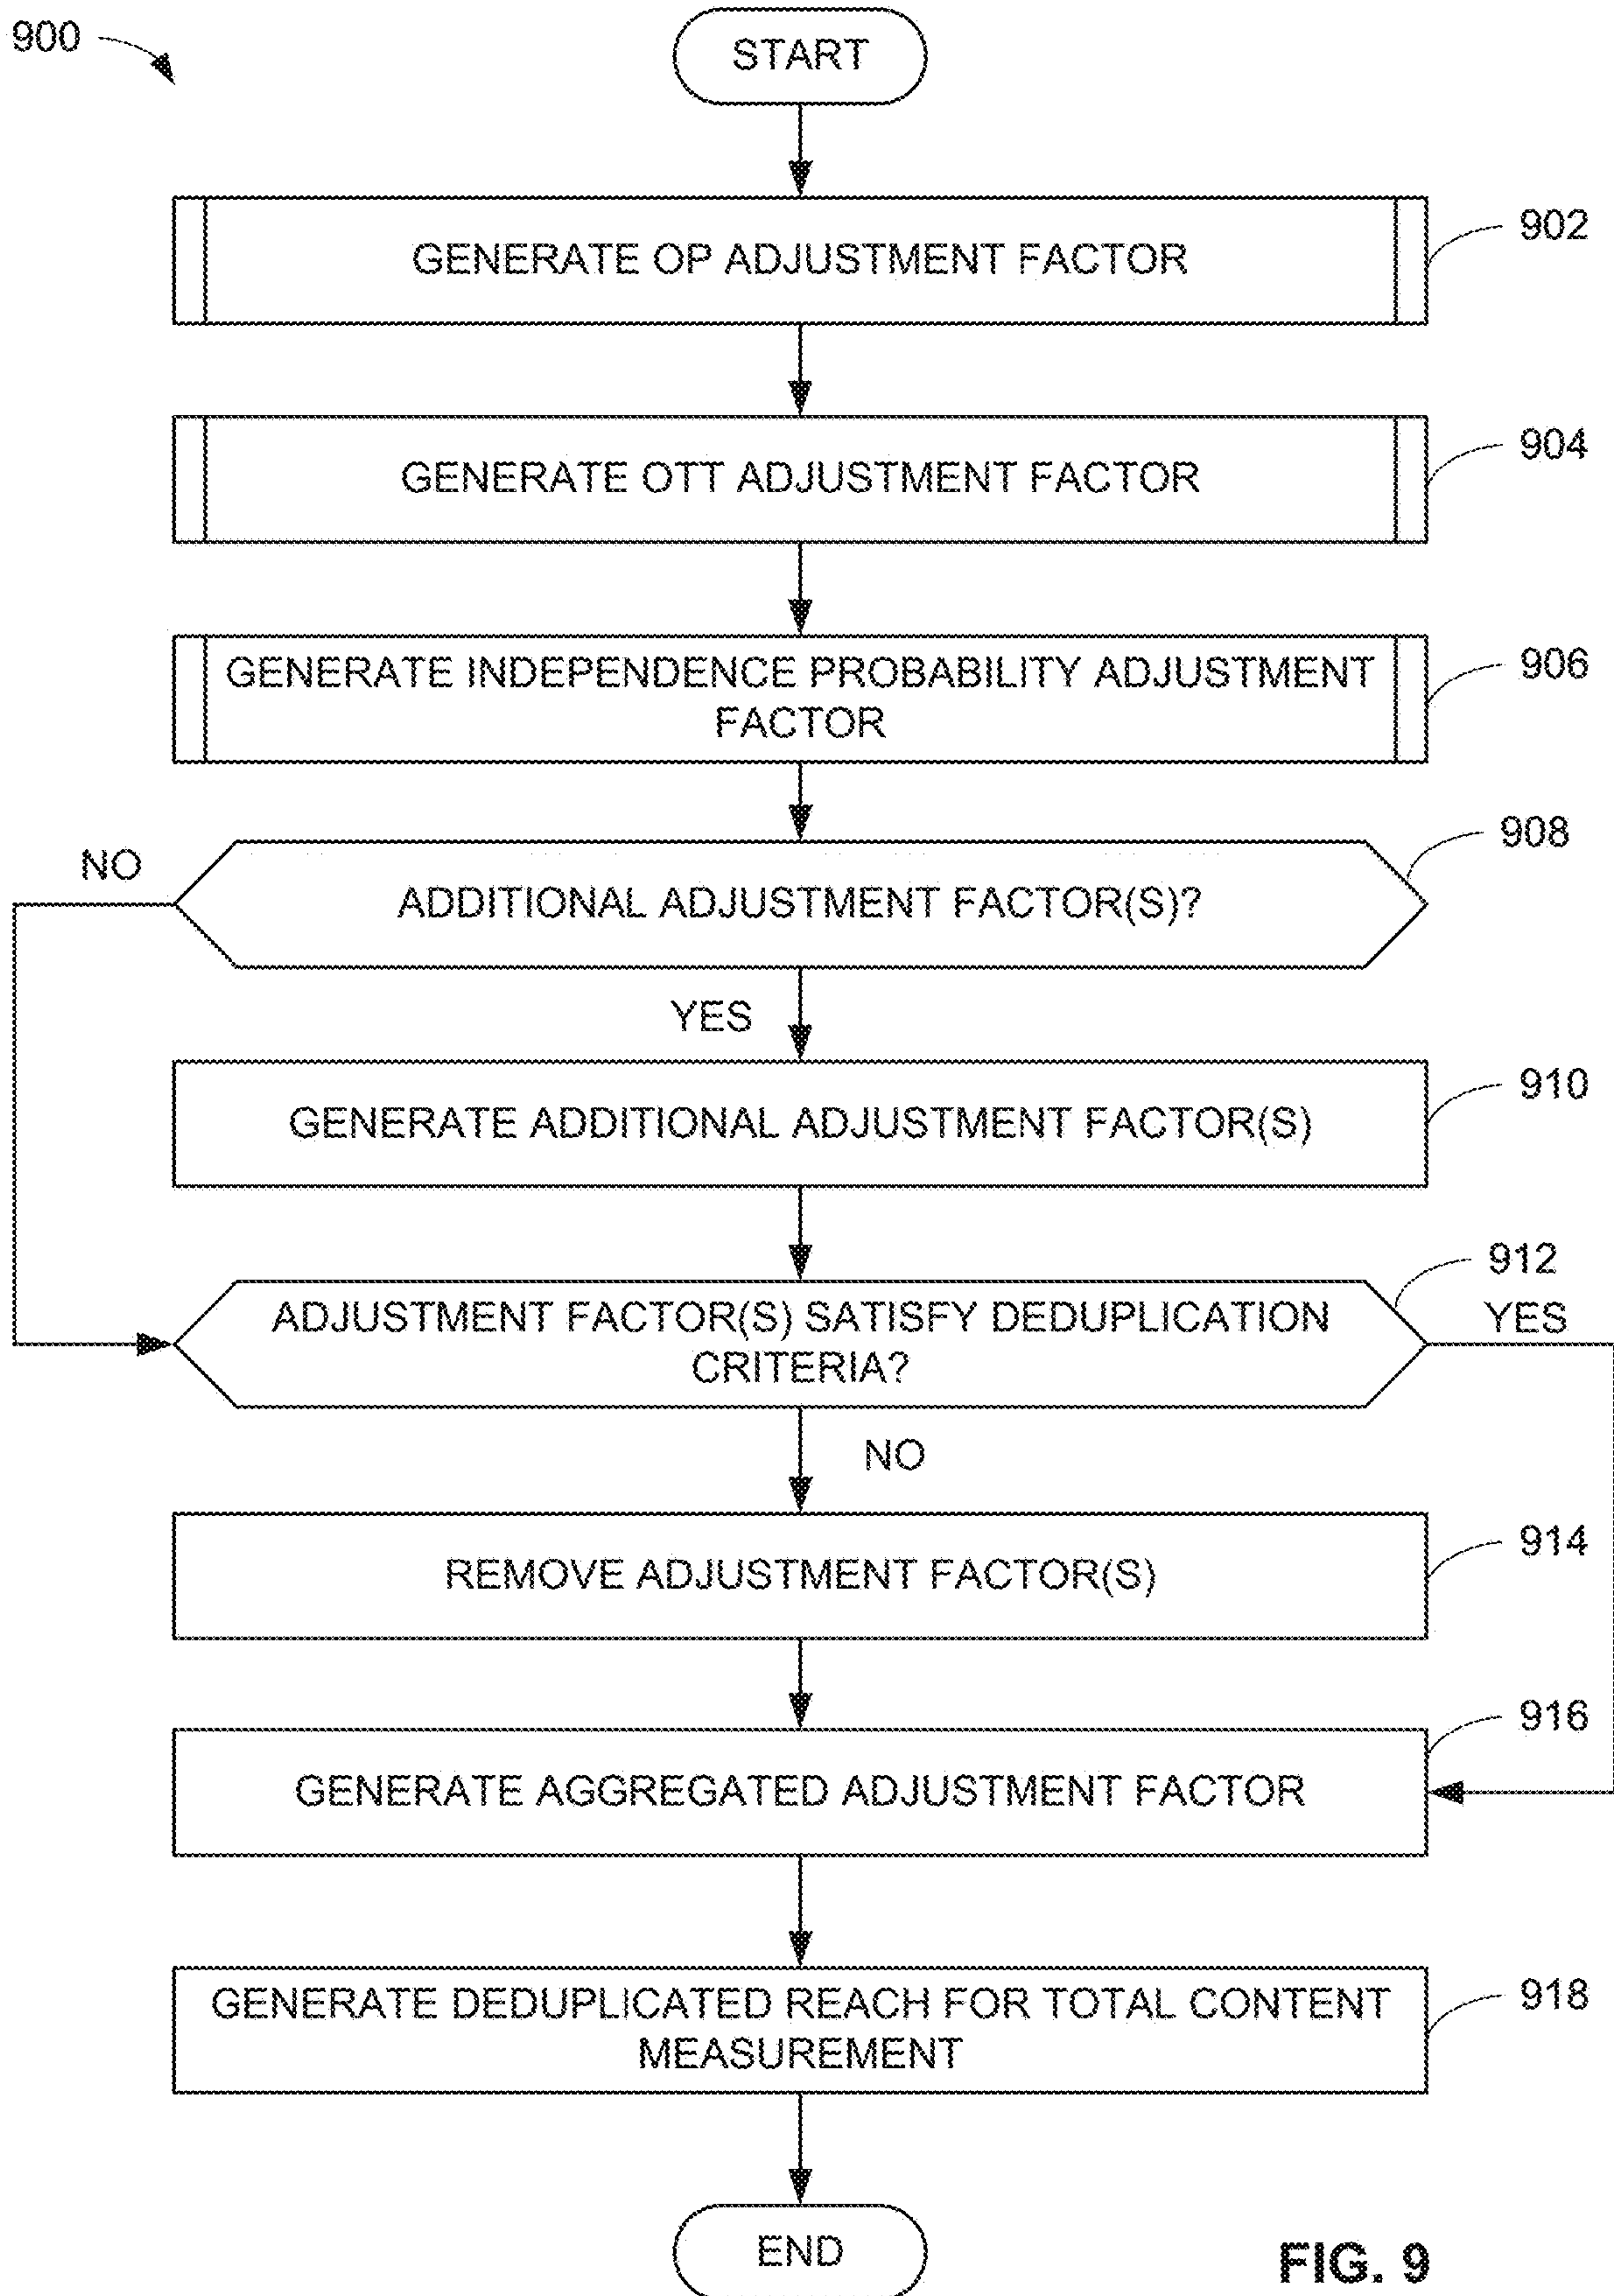 900
START
GENERATE OP ADJUSTMENT FACTOR
902
GENERATE OTT ADJUSTMENT FACTOR
904
GENERATE INDEPENDENCE PROBABILITY ADJUSTMENT
FACTOR
906
908
NO
ADDITIONAL ADJUSTMENT FACTOR(S)?
YES
GENERATE ADDITIONAL ADJUSTMENT FACTOR(S)
910
912
ADJUSTMENT FACTOR(S) SATISFY DEDUPLICATION
CRITERIA?
YES
NO
REMOVE ADJUSTMENT FACTOR(S)
914
GENERATE AGGREGATED ADJUSTMENT FACTOR
916
GENERATE DEDUPLICATED REACH FOR TOTAL CONTENT
MEASUREMENT
918
END
FIG. 9